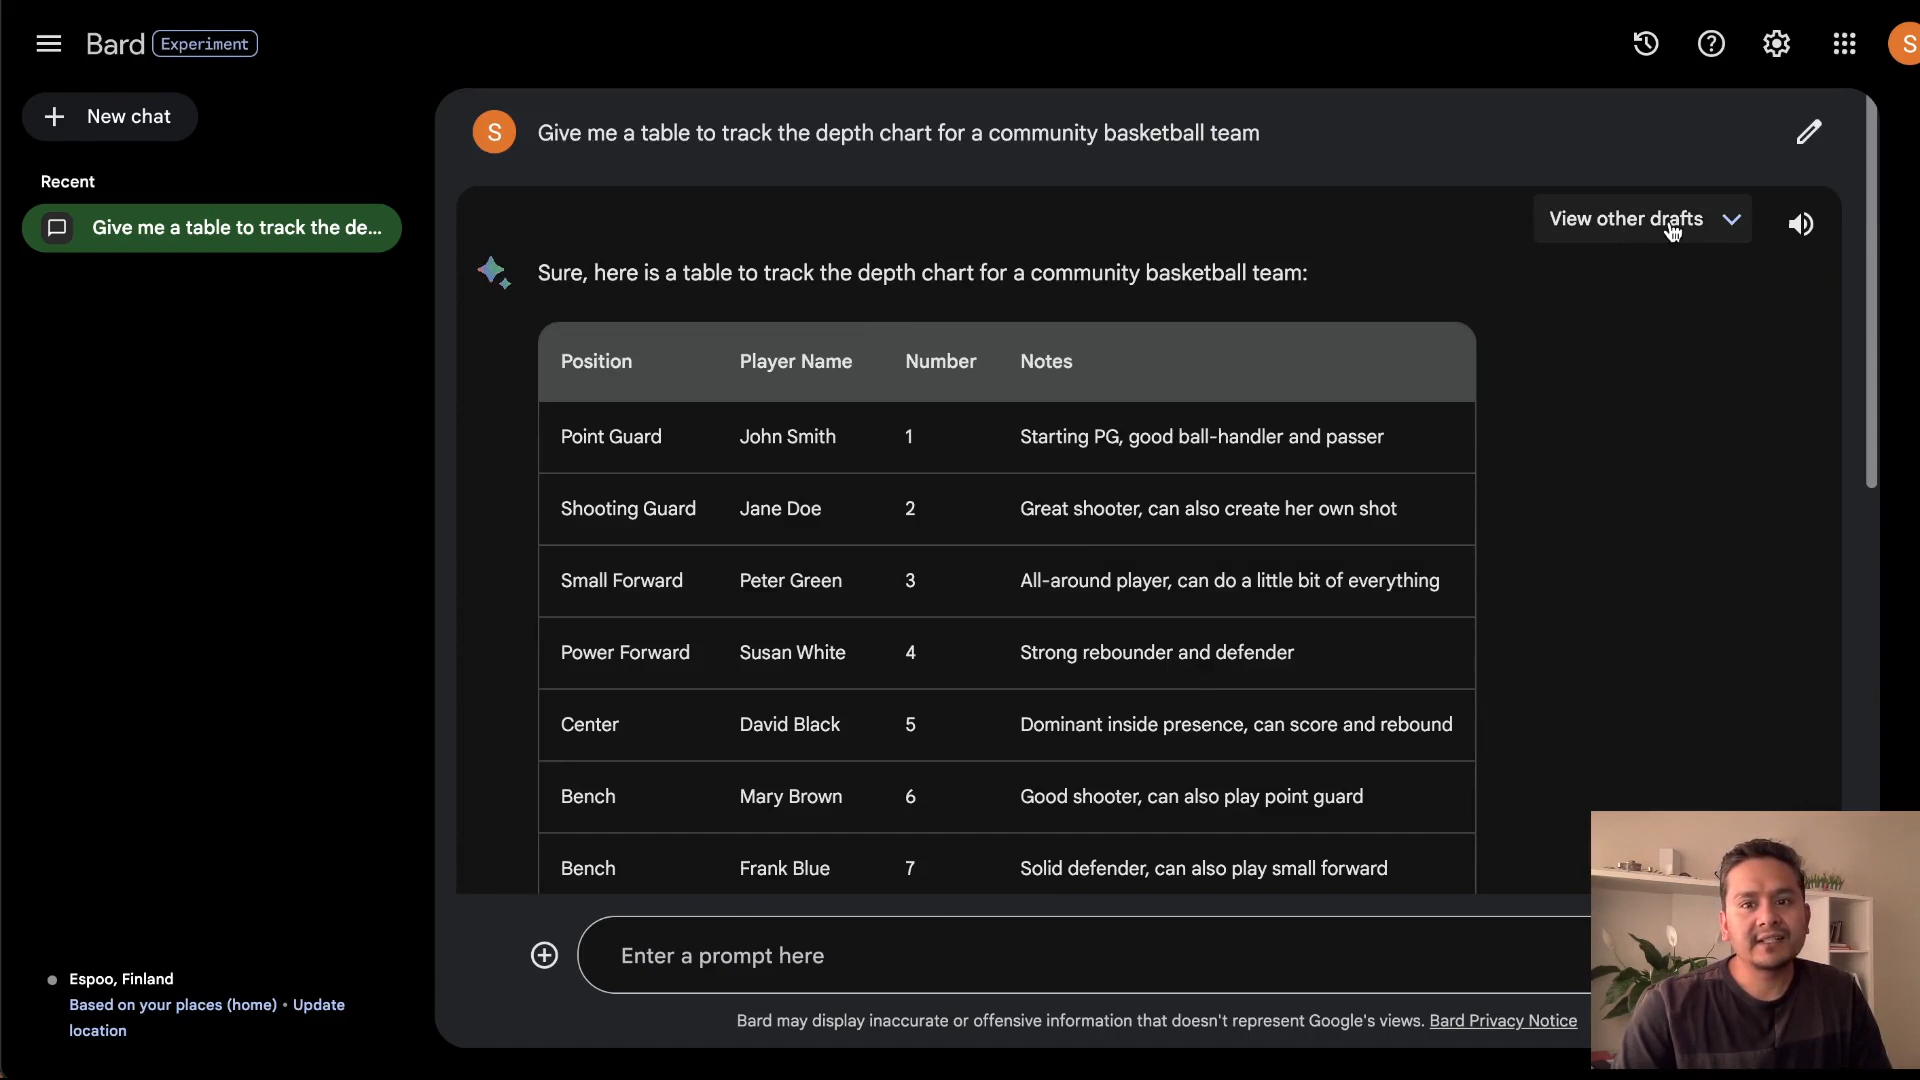 Bard Experiment
S
New chat
Recent
Give me a table to track the de...
S Give me a table to track the depth chart for a community basketball team
View other drafts
Sure, here is a table to track the depth chart for a community basketball team:
Position Player Name Number Notes
Point Guard John Smith 1 Starting PG, good ball-handler and passer
Shooting Guard Jane Doe 2 Great shooter, can also create her own shot
Small Forward Peter Green 3 All-around player, can do a little bit of everything
Power Forward Susan White 4 Strong rebounder and defender
Center David Black 5 Dominant inside presence, can score and rebound
Bench Mary Brown 6 Good shooter, can also play point guard
Bench Frank Blue 7 Solid defender, can also play small forward
Enter a prompt here
Bard may display inaccurate or offensive information that doesn't represent Google's views. Bard Privacy Notice
Espoo, Finland
Based on your places (home) • Update
location